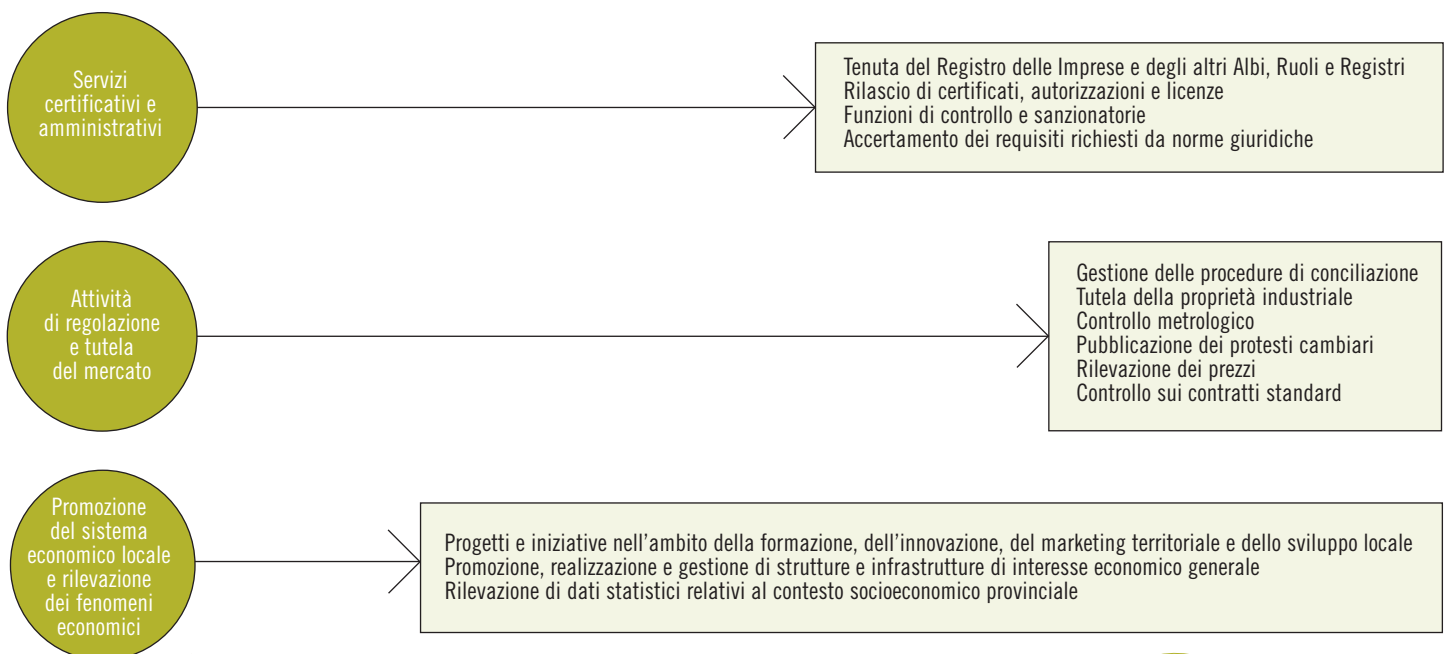 Servizi
certificativi e
amministrativi
Tenuta del Registro delle Imprese e degli altri Albi, Ruoli e Registri
Rilascio di certificati, autorizzazioni e licenze
Funzioni di controllo e sanzionatorie
Accertamento dei requisiti richiesti da norme giuridiche
Attività
di regolazione
e tutela
del mercato
Gestione delle procedure di conciliazione
Tutela della proprietà industriale
Controllo metrologico
Pubblicazione dei protesti cambiari
Rilevazione dei prezzi
Controllo sui contratti standard
Promozione
del sistema
economico locale
e rilevazione
dei fenomeni
economici
Progetti e iniziative nell'ambito della formazione, dell'innovazione, del marketing territoriale e dello sviluppo locale
Promozione, realizzazione e gestione di strutture e infrastrutture di interesse economico generale
Rilevazione di dati statistici relativi al contesto socioeconomico provinciale